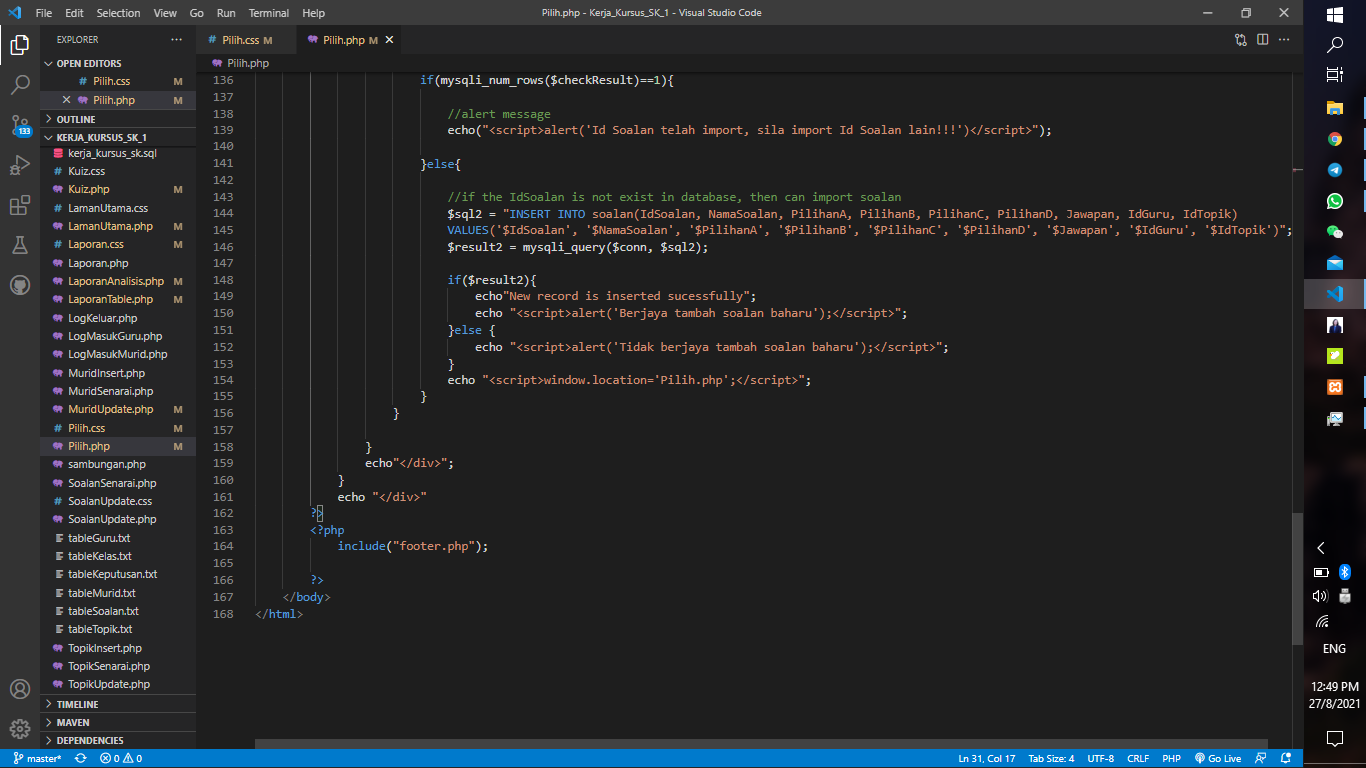 File Edit Selection View Go Run Terminal Help
Pilih.php - Kerja_Kursus_SK_1 - Visual Studio Code
EXPLORER
OPEN EDITORS
Pilih.css M
Pilih.php M
OUTLINE
KERJA_KURSUS_SK_1
kerja_kursus_sk.sql
Kuiz.css
Kuiz.php M
LamanUtama.css
LamanUtama.php M
Laporan.css M
Laporan.php
LaporanAnalisis.php M
LaporanTable.php M
LogKeluar.php
LogMasukGuru.php
LogMasukMurid.php
MuridInsert.php
MuridSenarai.php
MuridUpdate.php M
Pilih.css M
Pilih.php M
sambungan.php
SoalanSenarai.php
SoalanUpdate.css
SoalanUpdate.php
tableGuru.txt
tableKelas.txt
tableKeputusan.txt
tableMurid.txt
tableSoalan.txt
tableTopik.txt
TopikInsert.php
TopikSenarai.php
TopikUpdate.php
TIMELINE
MAVEN
DEPENDENCIES
133
Pilih.css M
Pilih.php M
Pilih.php
136 if(mysqli_num_rows($checkResult)==1){
137
138 //alert message
139 echo("<script>alert('Id Soalan telah import, sila import Id Soalan lain!!!')</script>");
140
141 }else{
142
143 //if the IdSoalan is not exist in database, then can import soalan
144 $sql2 = "INSERT INTO soalan(IdSoalan, NamaSoalan, PilihanA, PilihanB, PilihanC, PilihanD, Jawapan, IdGuru, IdTopik)
145 VALUES('$IdSoalan', '$NamaSoalan', '$PilihanA', '$PilihanB', '$PilihanC', '$PilihanD', '$Jawapan', '$IdGuru', '$IdTopik')";
146 $result2 = mysqli_query($conn, $sql2);
147
148 if($result2){
149 echo"New record is inserted sucessfully";
150 echo "<script>alert('Berjaya tambah soalan baharu');</script>";
151 }else {
152 echo "<script>alert('Tidak berjaya tambah soalan baharu');</script>";
153 }
154 echo "<script>window.location='Pilih.php';</script>";
155 }
156 }
157
158 }
159 echo"</div>";
160 }
161 echo "</div>"
162 ?>
163 <?php
164 include("footer.php");
165
166 ?>
167 </body>
168 </html>
master* 0 0
Ln 31, Col 17 Tab Size: 4 UTF-8 CRLF PHP Go Live
ENG
12:49 PM
27/8/2021